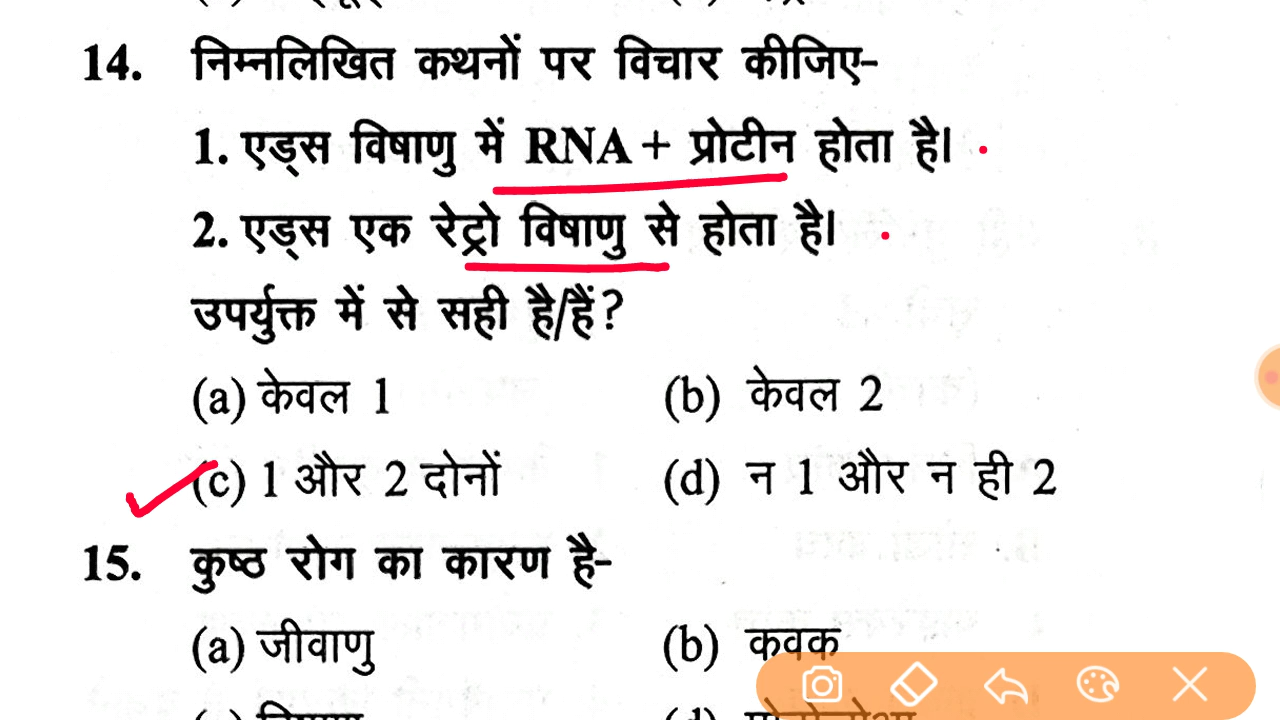 14. निम्नलिखित कथनों पर विचार कीजिए-
1. एड्स विषाणु में RNA + प्रोटीन होता है।
2. एड्स एक रेट्रो विषाणु से होता है।
उपर्युक्त में से सही है/हैं?
(a) केवल 1 (b) केवल 2
(c) 1 और 2 दोनों (d) न 1 और न ही 2
15. कुष्ठ रोग का कारण है-
(a) जीवाणु (b) कवक